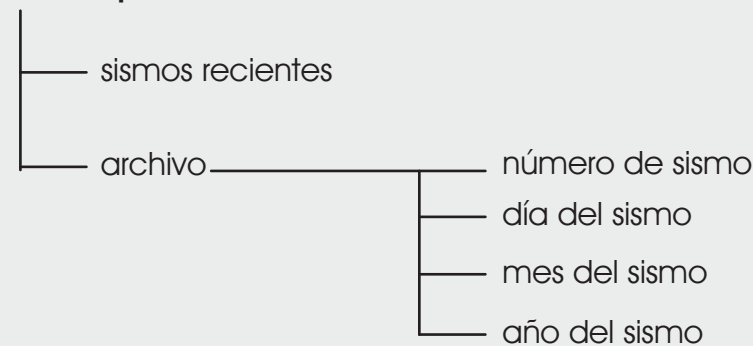 sismos recientes
archivo
número de sismo
día del sismo
mes del sismo
año del sismo